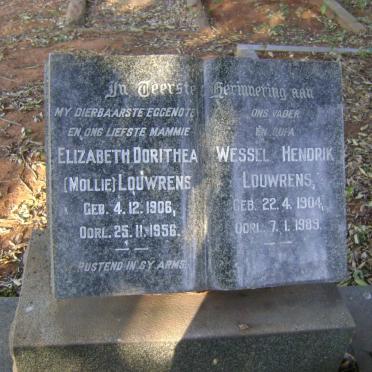 In Teerste Herinnering aan
MY DIERBAARSTE EGGENOTE
EN ONS LIEFSTE MAMMIE
ELIZABETH DORITHEA
(MOLLIE) LOUWRENS,
GEB. 4.12.1906,
OORL. 25.11.1956.
RUSTEND IN SY ARMS.
ONS VADER
EN OUPA
WESSEL HENDRIK
LOUWRENS,
GEB. 22.4.1904,
OORL. 7.1.1989.